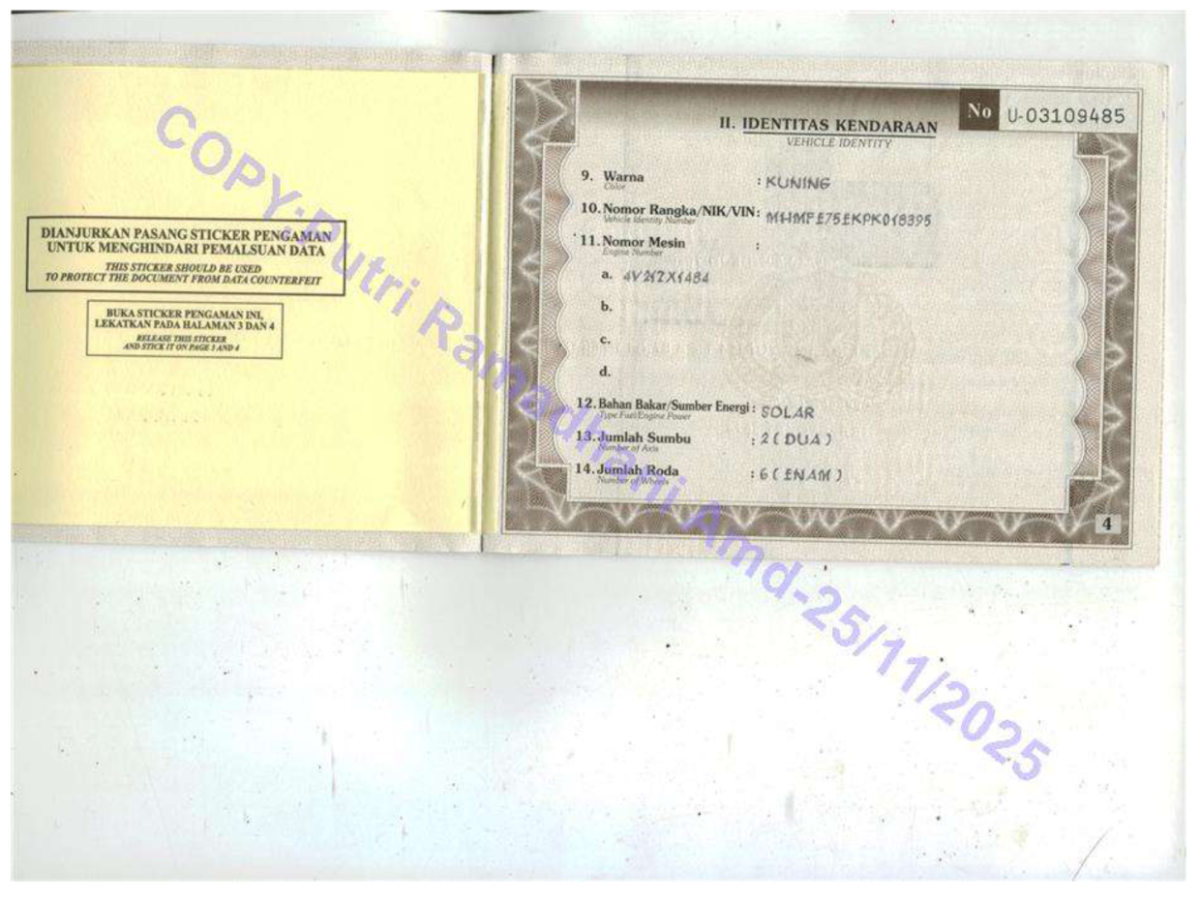 COPY:Putri Ramadhani Amd-25/11/2025
DIANJURKAN PASANG STICKER PENGAMAN
UNTUK MENGHINDARI PEMALSUAN DATA
THIS STICKER SHOULD BE USED
TO PROTECT THE DOCUMENT FROM DATA COUNTERFEIT
BUKA STICKER PENGAMAN INI,
LEKATKAN PADA HALAMAN 3 DAN 4
RELEASE THIS STICKER
AND STICK IT ON PAGE 3 AND 4
No U-03109485
II. IDENTITAS KENDARAAN
VEHICLE IDENTITY
9. Warna : KUNING
Color
10. Nomor Rangka/NIK/VIN:
Vehicle Identity Number
11. Nomor Mesin :
Engine Number
a.
b.
c.
d.
12. Bahan Bakar/Sumber Energi : SOLAR
Type Fuel/Engine Power
13. Jumlah Sumbu : 2 ( DUA )
Number of Axis
14. Jumlah Roda : 6 ( ENAM )
Number of Wheels
4